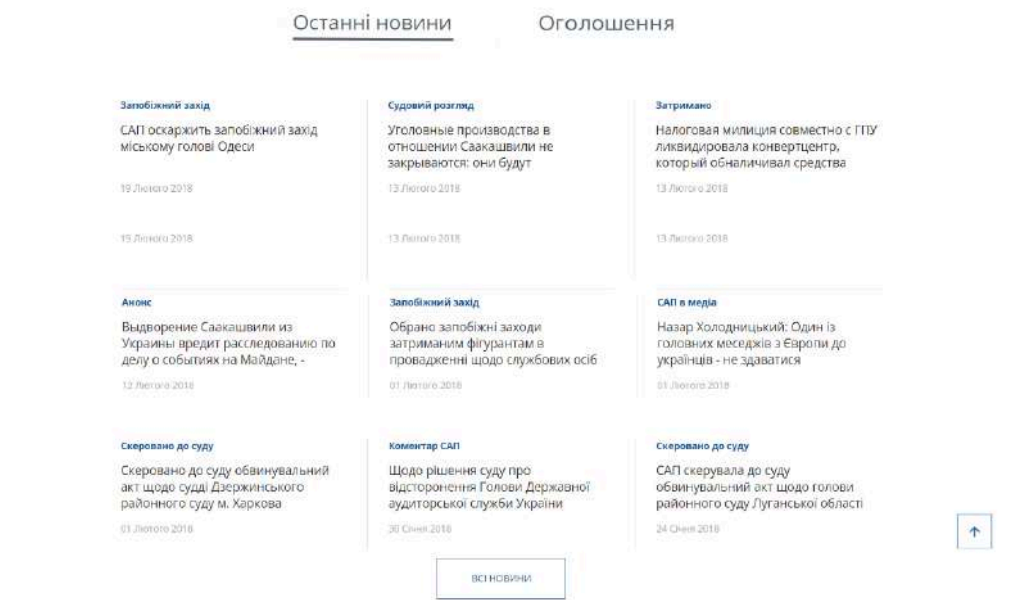 Останні новини
Оголошення
Запобіжний захід
САП оскаржить запобіжний захід
міському голові Одеси
19 Лютого 2018
19 Лютого 2018
Судовий розгляд
Уголовные производства в
отношении Саакашвили не
закрываются: они будут
13 Лютого 2018
13 Лютого 2018
Затримано
Налоговая милиция совместно с ГПУ
ликвидировала конвертцентр,
который обналичивал средства
13 Лютого 2018
13 Лютого 2018
Анонс
Выдворение Саакашвили из
Украины вредит расследованию по
делу о событиях на Майдане, -
12 Лютого 2018
Запобіжний захід
Обрано запобіжні заходи
затриманим фігурантам в
провадженні щодо службових осіб
01 Лютого 2018
САП в медіа
Назар Холодницький: Один із
головних меседжів з Європи до
українців - не здаватися
01 Лютого 2018
Скеровано до суду
Скеровано до суду обвинувальний
акт щодо судді Дзержинського
районного суду м. Харкова
01 Лютого 2018
Коментар САП
Щодо рішення суду про
відсторонення Голови Державної
аудиторської служби України
30 Січня 2018
Скеровано до суду
САП скерувала до суду
обвинувальний акт щодо голови
районного суду Луганської області
24 Січня 2018
ВСІ НОВИНИ